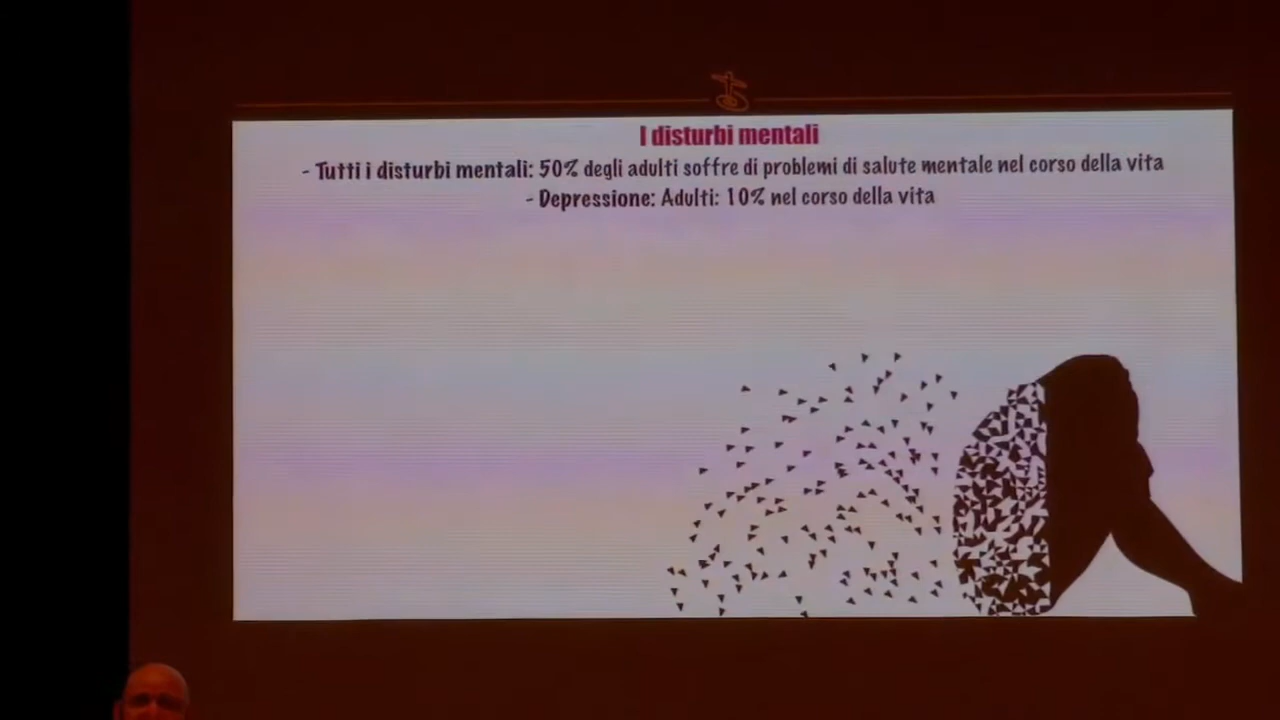 I disturbi mentali
- Tutti i disturbi mentali: 50% degli adulti soffre di problemi di salute mentale nel corso della vita
- Depressione: Adulti: 10% nel corso della vita